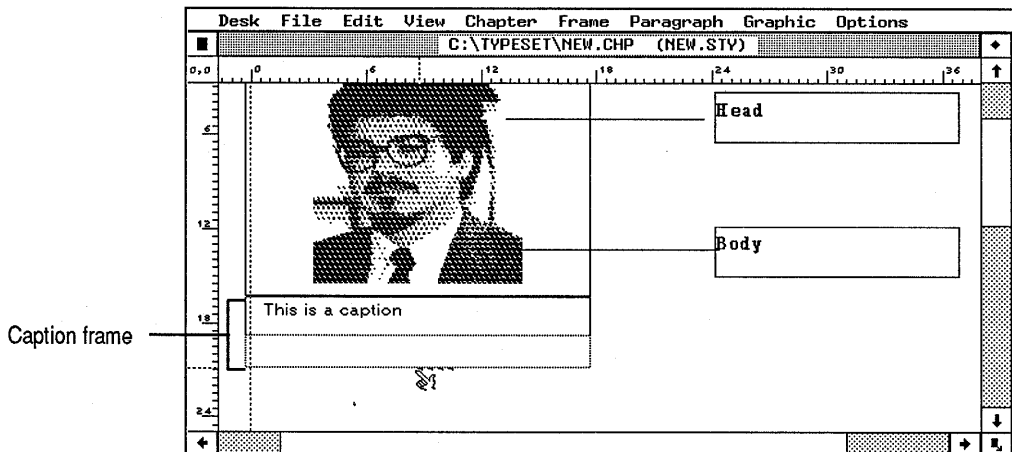 Desk File Edit View Chapter Frame Paragraph Graphic Options
C:\TYPESET\NEW.CHP (NEW.STY)
0,0 0 6 12 18 24 30 36
Head
6
12
Body
This is a caption
18
Caption frame
24